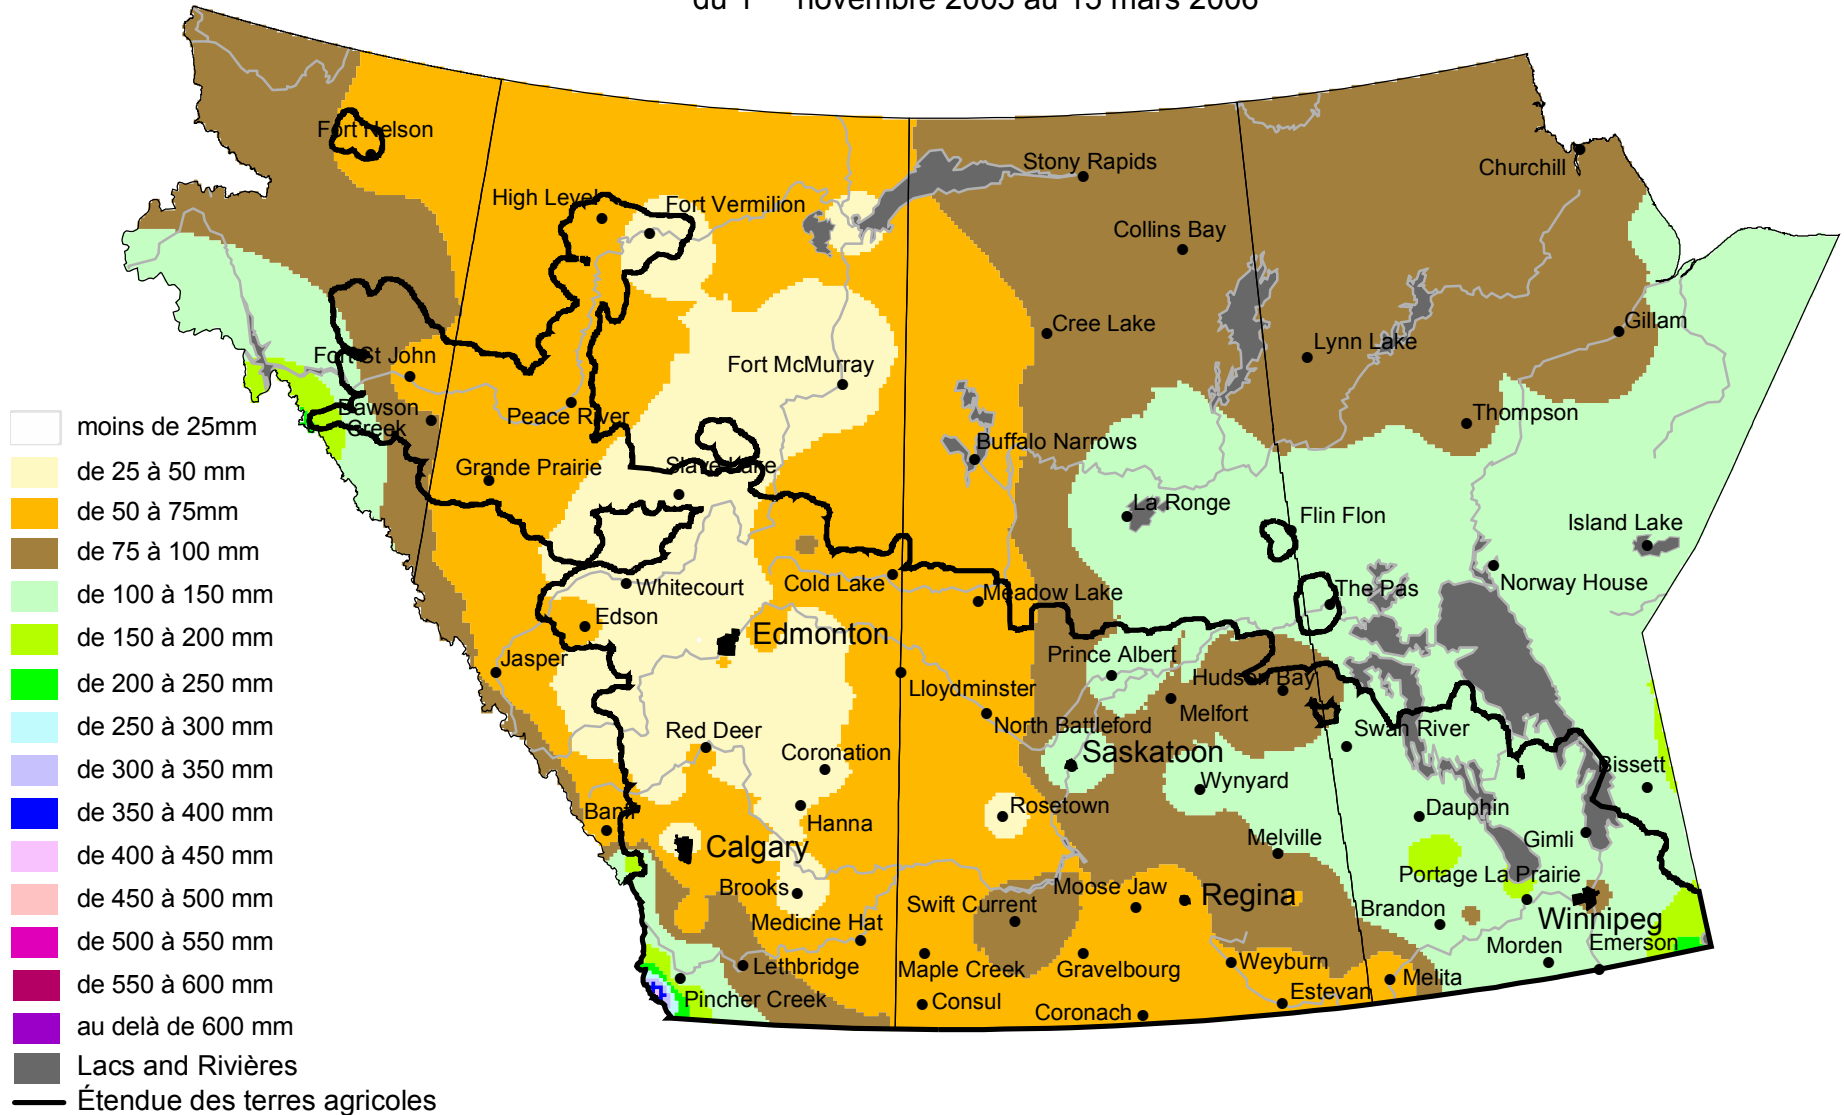 du 1 novembre 2005 au 15 mars 2006
Fort Nelson
High Level
Fort Vermilion
Stony Rapids
Churchill
Collins Bay
Cree Lake
Lynn Lake
Gillam
Fort St John
Fort McMurray
Dawson
Creek
Peace River
Thompson
Buffalo Narrows
Grande Prairie
Slave Lake
La Ronge
Flin Flon
Island Lake
Whitecourt
Cold Lake
Meadow Lake
The Pas
Norway House
Edson
Edmonton
Jasper
Prince Albert
Hudson Bay
Lloydminster
North Battleford
Melfort
Swan River
Red Deer
Coronation
Saskatoon
Wynyard
Bissett
Banff
Hanna
Rosetown
Dauphin
Gimli
Calgary
Melville
Brooks
Moose Jaw
Regina
Portage La Prairie
Medicine Hat
Swift Current
Brandon
Winnipeg
Lethbridge
Maple Creek
Gravelbourg
Weyburn
Morden
Emerson
Pincher Creek
Consul
Coronach
Estevan
Melita
moins de 25mm
de 25 à 50 mm
de 50 à 75mm
de 75 à 100 mm
de 100 à 150 mm
de 150 à 200 mm
de 200 à 250 mm
de 250 à 300 mm
de 300 à 350 mm
de 350 à 400 mm
de 400 à 450 mm
de 450 à 500 mm
de 500 à 550 mm
de 550 à 600 mm
au delà de 600 mm
Lacs and Rivières
Étendue des terres agricoles